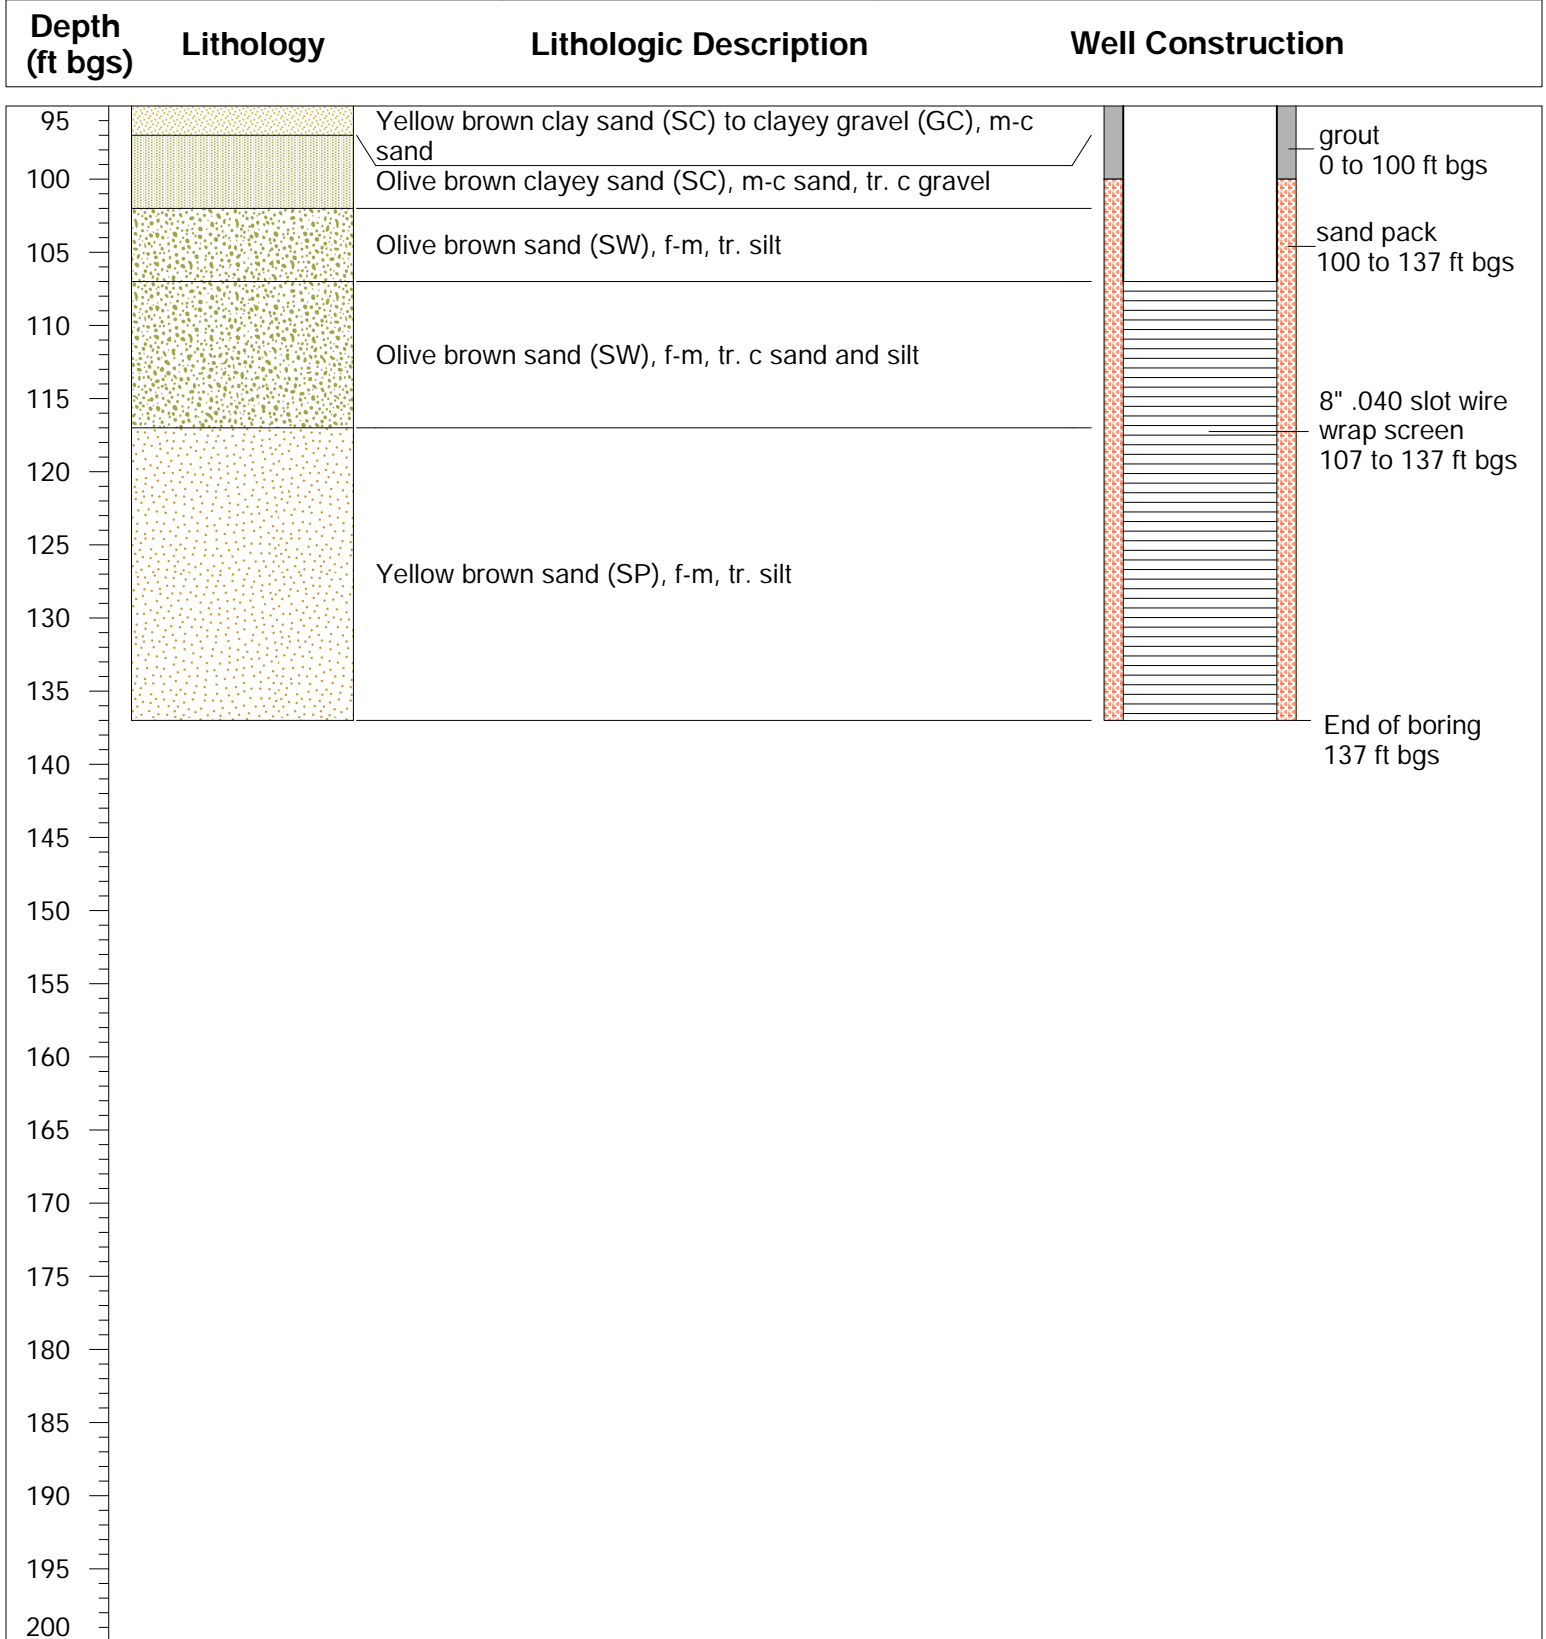 Depth
(ft bgs)
Lithology
Lithologic Description
Well Construction
95
100
105
110
115
120
125
130
135
140
145
150
155
160
165
170
175
180
185
190
195
200
Yellow brown clay sand (SC) to clayey gravel (GC), m-c
sand
Olive brown clayey sand (SC), m-c sand, tr. c gravel
Olive brown sand (SW), f-m, tr. silt
Olive brown sand (SW), f-m, tr. c sand and silt
Yellow brown sand (SP), f-m, tr. silt
grout
0 to 100 ft bgs
sand pack
100 to 137 ft bgs
8" .040 slot wire
wrap screen
107 to 137 ft bgs
End of boring
137 ft bgs